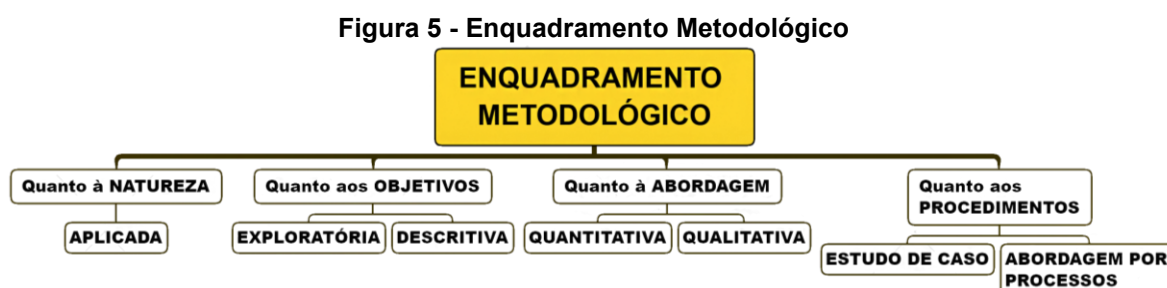 Figura 5 - Enquadramento Metodológico
ENQUADRAMENTO
METODOLÓGICO
Quanto à NATUREZA
Quanto aos OBJETIVOS
Quanto à ABORDAGEM
Quanto aos
PROCEDIMENTOS
APLICADA
EXPLORATÓRIA
DESCRITIVA
QUANTITATIVA
QUALITATIVA
ESTUDO DE CASO
ABORDAGEM POR
PROCESSOS